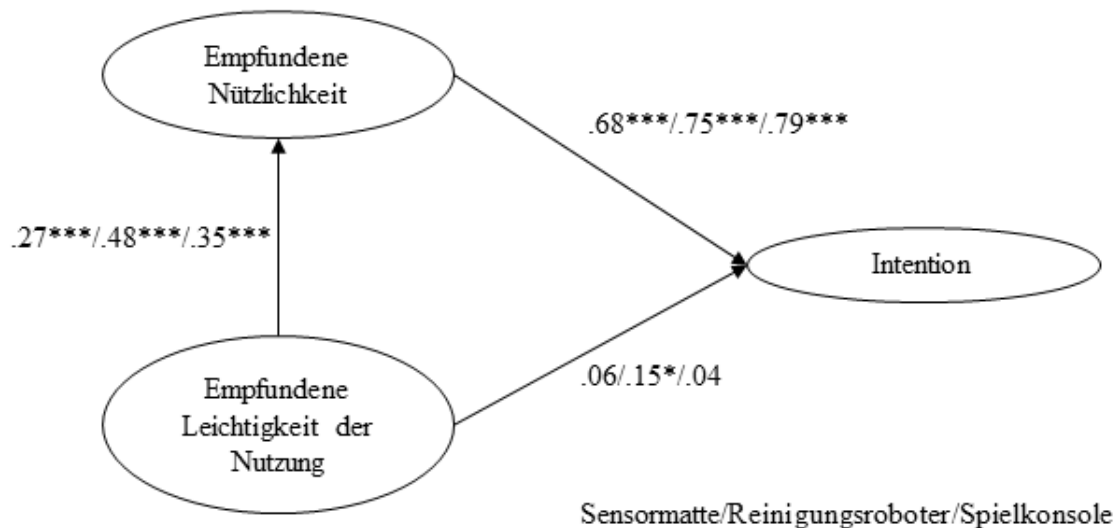 Empfundene
Nützlichkeit
.68***/.75***/.79***
.27***/.48***/.35***
Intention
Empfundene
Leichtigkeit der
Nutzung
.06/.15*/.04
Sensormatte/Reinigungsroboter/Spielkonsole